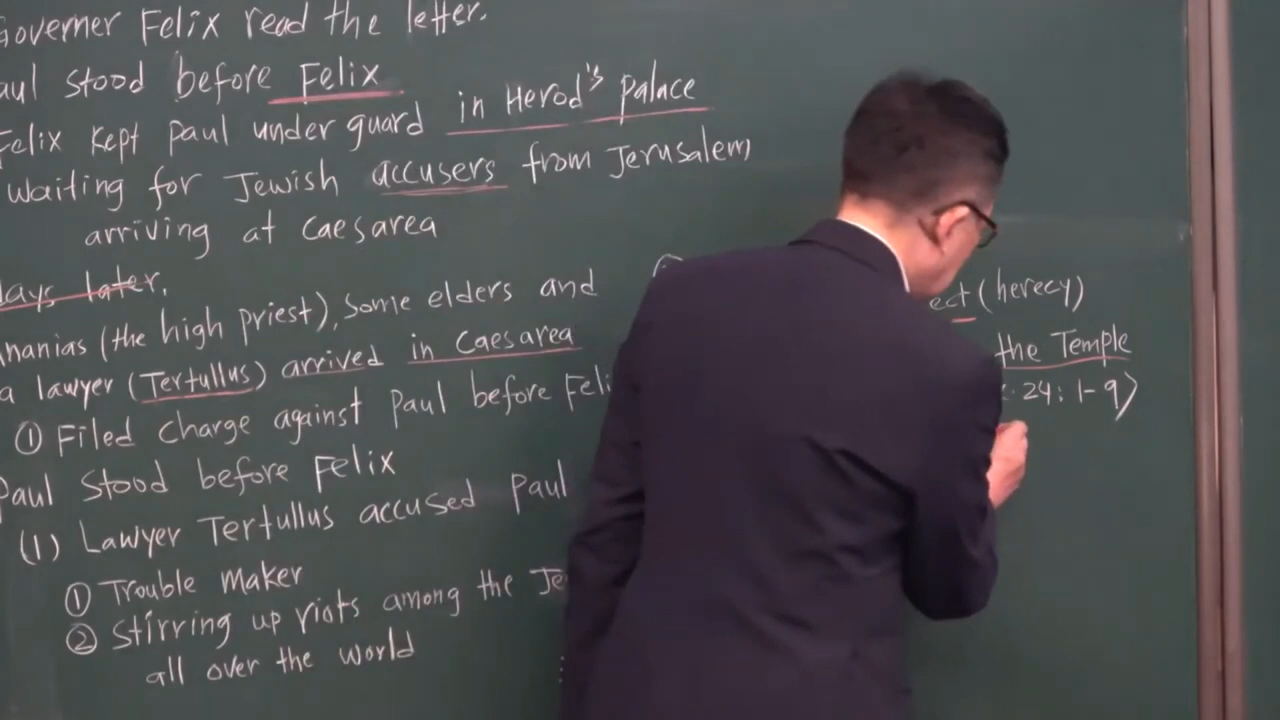 Governer Felix read the letter.
aul stood before Felix
Felix kept Paul under guard in Herod's palace
waiting for Jewish accusers from Jerusalem
arriving at Caesarea
ays later.
nanias (the high priest), some elders and
a lawyer (Tertullus) arrived in Caesarea
① Filed charge against Paul before Feli
Paul stood before Felix
(1) Lawyer Tertullus accused Paul
① Trouble maker
② Stirring up riots among the Je
all over the world
ect (herecy)
the Temple
24:1-9)